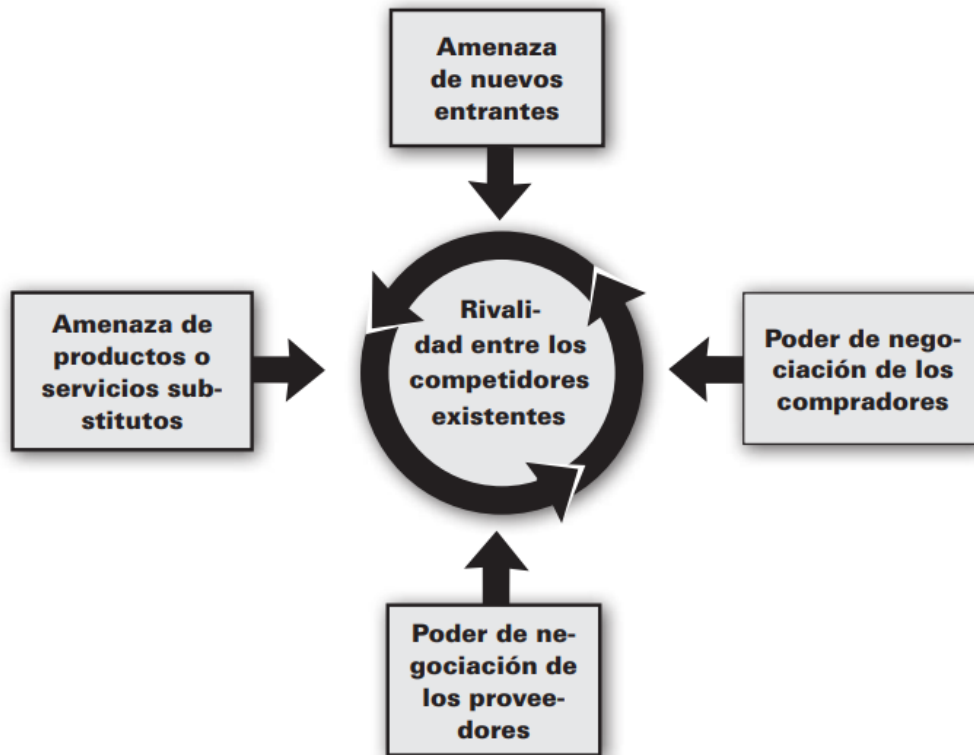 Amenaza
de nuevos
entrantes
Amenaza de
productos o
servicios sub-
stitutos
Rivali-
dad entre los
competidores
existentes
Poder de nego-
ciación de los
compradores
Poder de ne-
gociación de
los provee-
dores